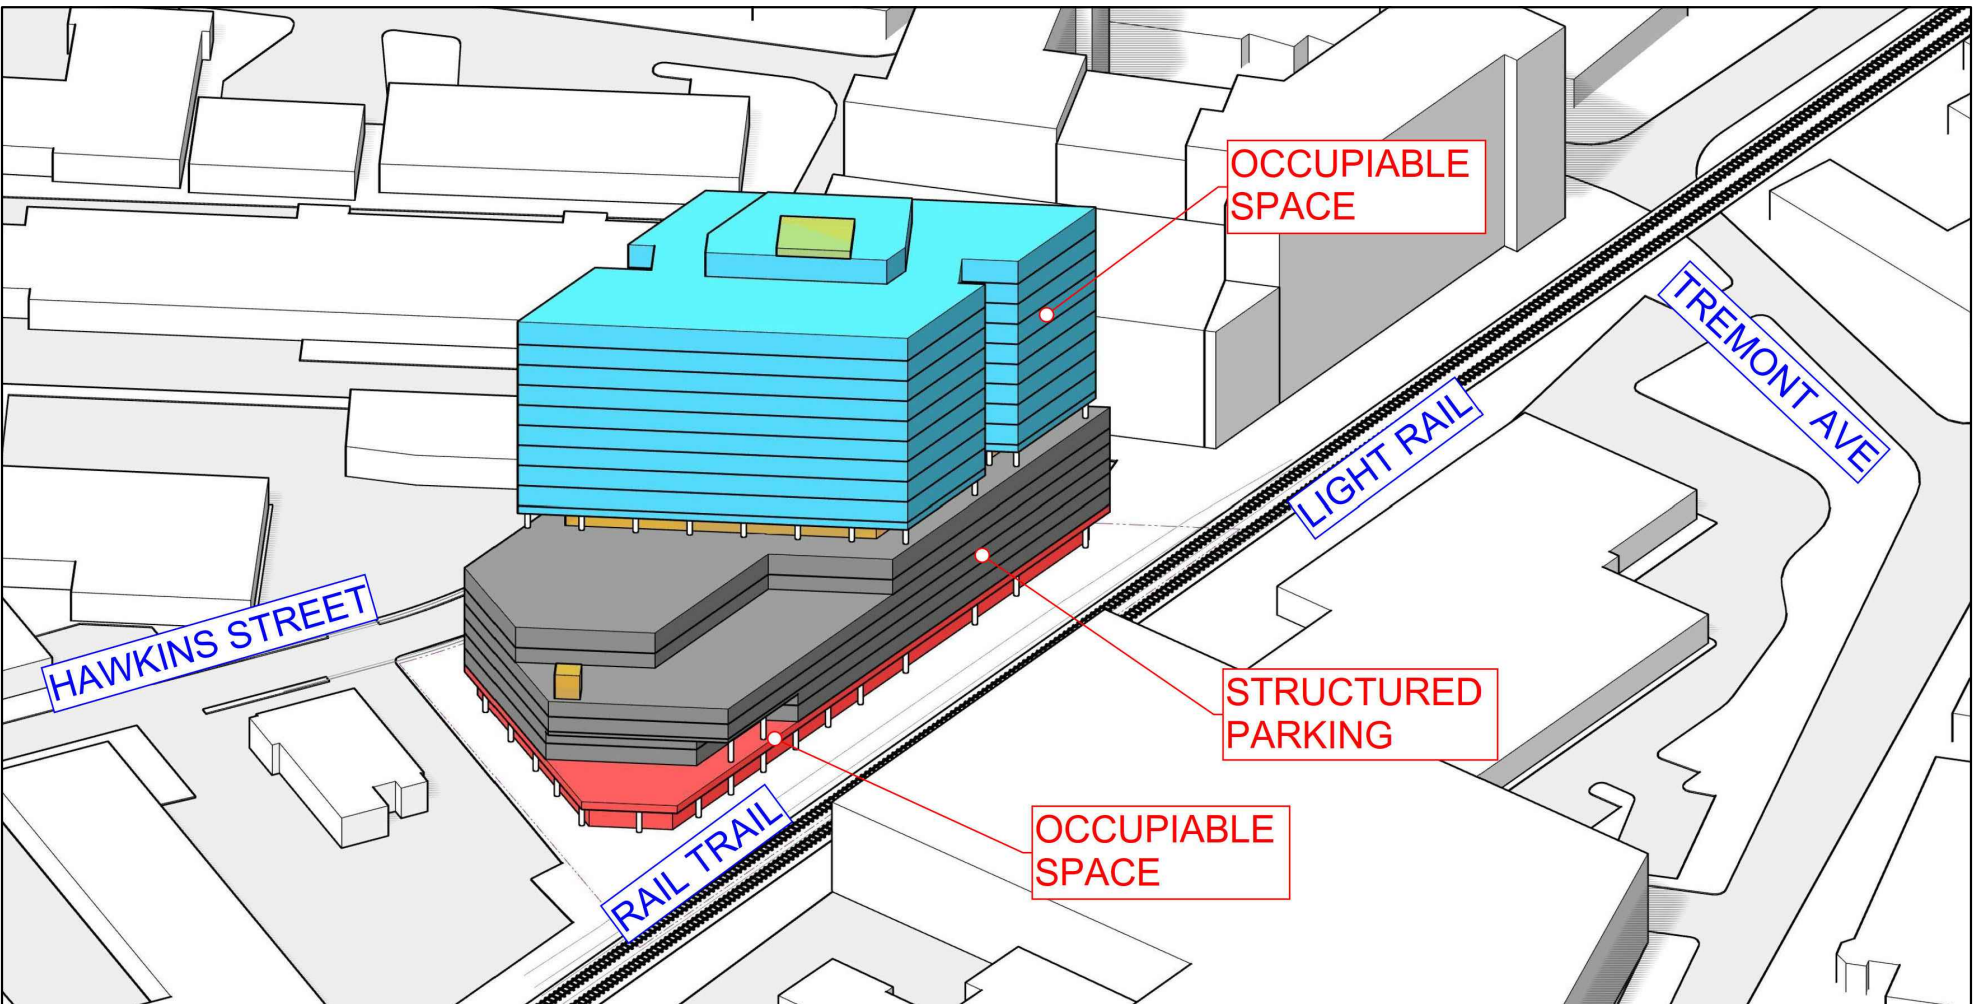 OCCUPIABLE
SPACE
TREMONT AVE
LIGHT RAIL
HAWKINS STREET
STRUCTURED
PARKING
RAIL TRAIL
OCCUPIABLE
SPACE